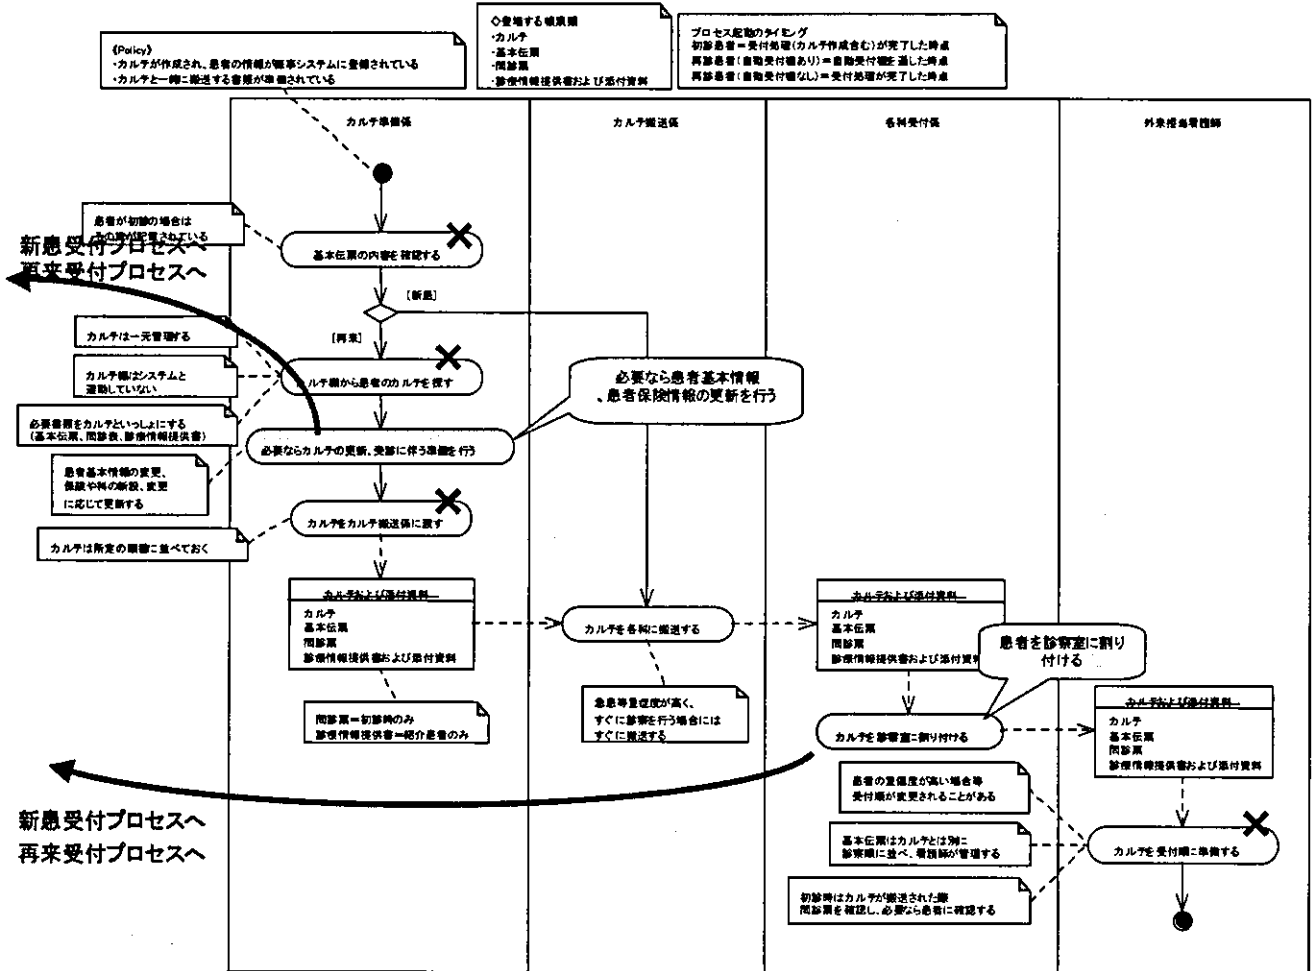 《Policy》
・カルテが作成され、患者の情報が医事システムに登録されている
・カルテと一緒に搬送する書類が準備されている
◇登場する帳票類
・カルテ
・基本伝票
・問診票
・診療情報提供書および添付資料
プロセス起動のタイミング
初診患者＝受付処理（カルテ作成含む）が完了した時点
再診患者（自動受付機あり）＝自動受付機を通した時点
再診患者（自動受付機なし）＝受付処理が完了した時点
カルテ準備係
カルテ搬送係
各科受付係
外来担当看護師
患者が初診の場合は
その旨が記載されている
新患受付プロセスへ
再来受付プロセスへ
基本伝票の内容を確認する
[新患]
[再来]
カルテは一元管理する
カルテ棚はシステムと
連動していない
カルテ棚から患者のカルテを探す
必要なら患者基本情報
、患者保険情報の更新を行う
必要書類をカルテといっしょにする
（基本伝票、問診表、診療情報提供書）
必要ならカルテの更新、受診に伴う準備を行う
患者基本情報の変更、
保険や科の新設、変更
に応じて更新する
カルテをカルテ搬送係に渡す
カルテは所定の順番に並べておく
カルテおよび添付資料
カルテ
基本伝票
問診票
診療情報提供書および添付資料
カルテを各科に搬送する
カルテおよび添付資料
カルテ
基本伝票
問診票
診療情報提供書および添付資料
患者を診察室に割り
付ける
問診票＝初診時のみ
診療情報提供書＝紹介患者のみ
急患等重症度が高く、
すぐに診察を行う場合には
すぐに搬送する
カルテを診察室に割り付ける
カルテおよび添付資料
カルテ
基本伝票
問診票
診療情報提供書および添付資料
患者の重傷度が高い場合等
受付順が変更されることがある
新患受付プロセスへ
再来受付プロセスへ
基本伝票はカルテとは別に
診察順に並べ、看護師が管理する
カルテを受付順に準備する
初診時はカルテが搬送された際
問診票を確認し、必要なら患者に確認する